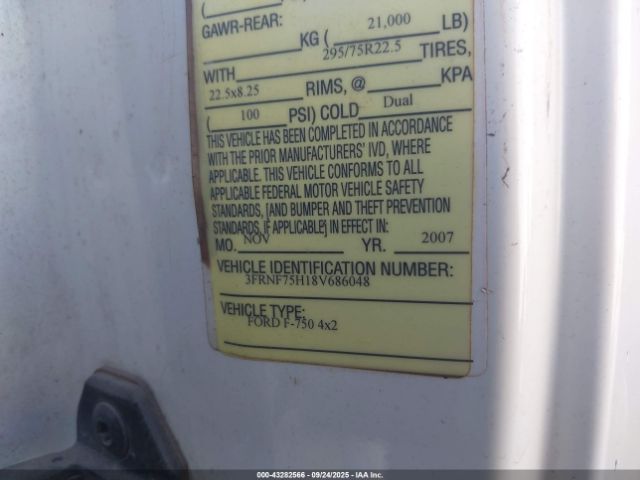 GAWR-REAR:
KG ( 21,000 LB)
295/75R22.5 TIRES,
WITH
22.5x8.25 RIMS, @ KPA
( 100 PSI) COLD Dual
THIS VEHICLE HAS BEEN COMPLETED IN ACCORDANCE
WITH THE PRIOR MANUFACTURERS' IVD, WHERE
APPLICABLE. THIS VEHICLE CONFORMS TO ALL
APPLICABLE FEDERAL MOTOR VEHICLE SAFETY
STANDARDS, [AND BUMPER AND THEFT PREVENTION
STANDARDS, IF APPLICABLE] IN EFFECT IN:
MO. NOV YR. 2007
VEHICLE IDENTIFICATION NUMBER:
3FRNF75H18V686048
VEHICLE TYPE:
FORD F-750 4x2
000-43282566 - 09/24/2025 - IAA Inc.